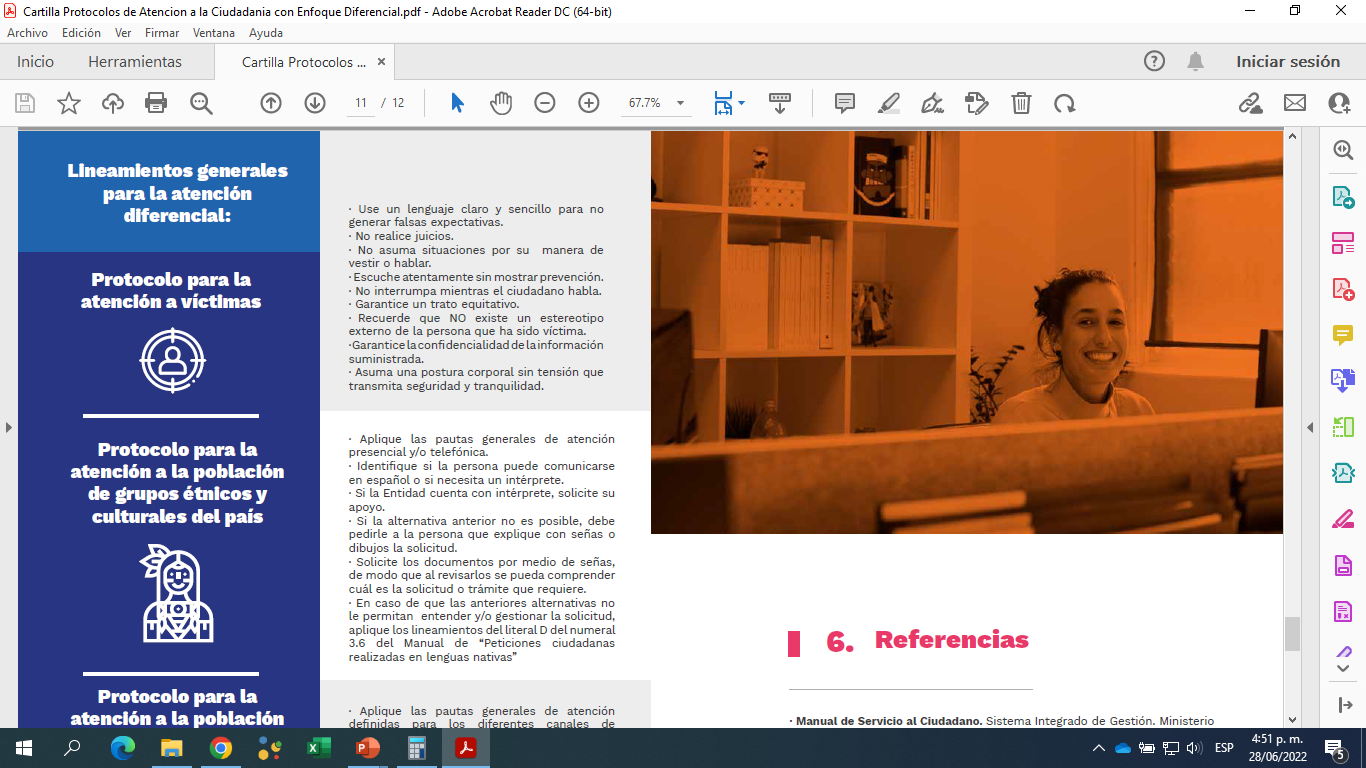 Cartilla Protocolos de Atencion a la Ciudadania con Enfoque Diferencial.pdf - Adobe Acrobat Reader DC (64-bit)
Archivo Edición Ver Firmar Ventana Ayuda
Inicio Herramientas Cartilla Protocolos ... × Iniciar sesión
11 / 12 67.7%
Lineamientos generales
para la atención
diferencial:
Protocolo para la
atención a víctimas
Protocolo para la
atención a la población
de grupos étnicos y
culturales del país
Protocolo para la
atención a la población
· Use un lenguaje claro y sencillo para no
generar falsas expectativas.
· No realice juicios.
· No asuma situaciones por su manera de
vestir o hablar.
· Escuche atentamente sin mostrar prevención.
· No interrumpa mientras el ciudadano habla.
· Garantice un trato equitativo.
· Recuerde que NO existe un estereotipo
externo de la persona que ha sido víctima.
·Garantice la confidencialidad de la información
suministrada.
· Asuma una postura corporal sin tensión que
transmita seguridad y tranquilidad.
· Aplique las pautas generales de atención
presencial y/o telefónica.
· Identifique si la persona puede comunicarse
en español o si necesita un intérprete.
· Si la Entidad cuenta con intérprete, solicite su
apoyo.
· Si la alternativa anterior no es posible, debe
pedirle a la persona que explique con señas o
dibujos la solicitud.
· Solicite los documentos por medio de señas,
de modo que al revisarlos se pueda comprender
cuál es la solicitud o trámite que requiere.
· En caso de que las anteriores alternativas no
le permitan entender y/o gestionar la solicitud,
aplique los lineamientos del literal D del numeral
3.6 del Manual de “Peticiones ciudadanas
realizadas en lenguas nativas”
· Aplique las pautas generales de atención
definidas para los diferentes canales de
6. Referencias
· Manual de Servicio al Ciudadano. Sistema Integrado de Gestión. Ministerio
ESP
4:51 p. m.
28/06/2022
5